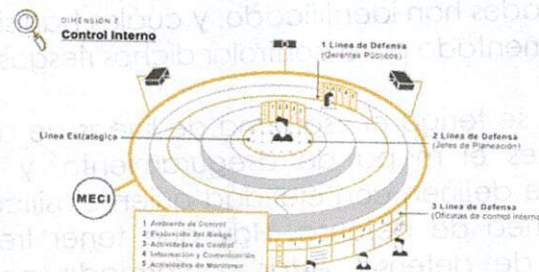 DIMENSIÓN 7
Control Interno
1 Línea de Defensa
(Gerentes Públicos)
Línea Estratégica
2 Línea de Defensa
(Jefes de Planeación)
MECI
3 Línea de Defensa
(Oficinas de control interno)
1 Ambiente de Control
2 Evaluación del Riesgo
3 Actividades de Control
4 Información y Comunicación
5 Actividades de Monitoreo